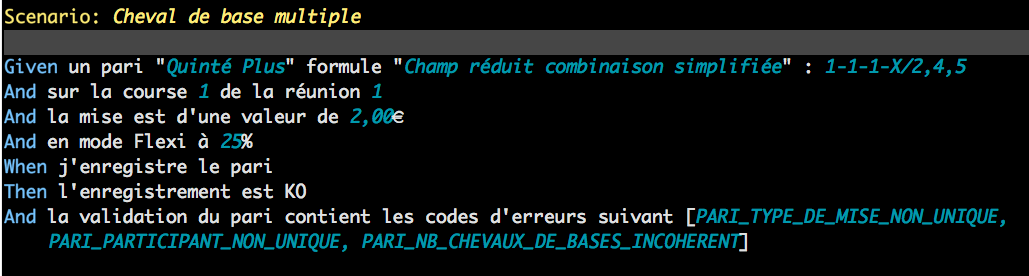 Scenario: Cheval de base multiple
Given un pari "Quinté Plus" formule "Champ réduit combinaison simplifiée" : 1-1-1-X/2,4,5
And sur la course 1 de la réunion 1
And la mise est d'une valeur de 2,00€
And en mode Flexi à 25%
When j'enregistre le pari
Then l'enregistrement est KO
And la validation du pari contient les codes d'erreurs suivant [PARI_TYPE_DE_MISE_NON_UNIQUE,
PARI_PARTICIPANT_NON_UNIQUE, PARI_NB_CHEVAUX_DE_BASES_INCOHERENT]